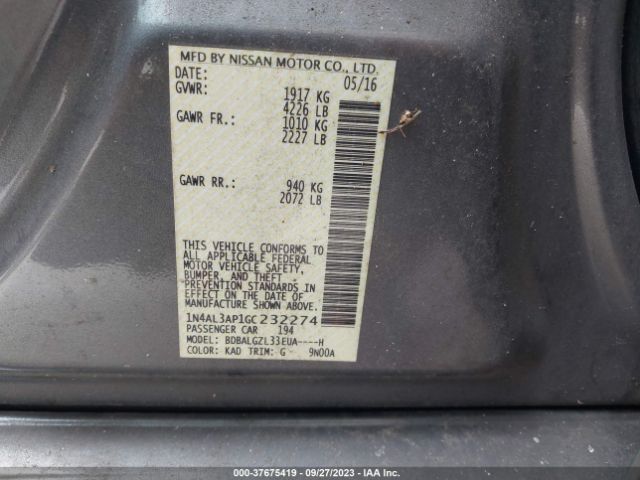 MFD BY NISSAN MOTOR CO., LTD.
DATE: 05/16
GVWR: 1917 KG
4226 LB
GAWR FR.: 1010 KG
2227 LB
GAWR RR.: 940 KG
2072 LB
THIS VEHICLE CONFORMS TO
ALL APPLICABLE FEDERAL
MOTOR VEHICLE SAFETY,
BUMPER, AND THEFT
PREVENTION STANDARDS IN
EFFECT ON THE DATE OF
MANUFACTURE SHOWN ABOVE.
1N4AL3AP1GC232274
PASSENGER CAR 194
MODEL: BDBALGZL33EUA----H
COLOR: KAD TRIM: G 9N00A
000-37675419 - 09/27/2023 - IAA Inc.